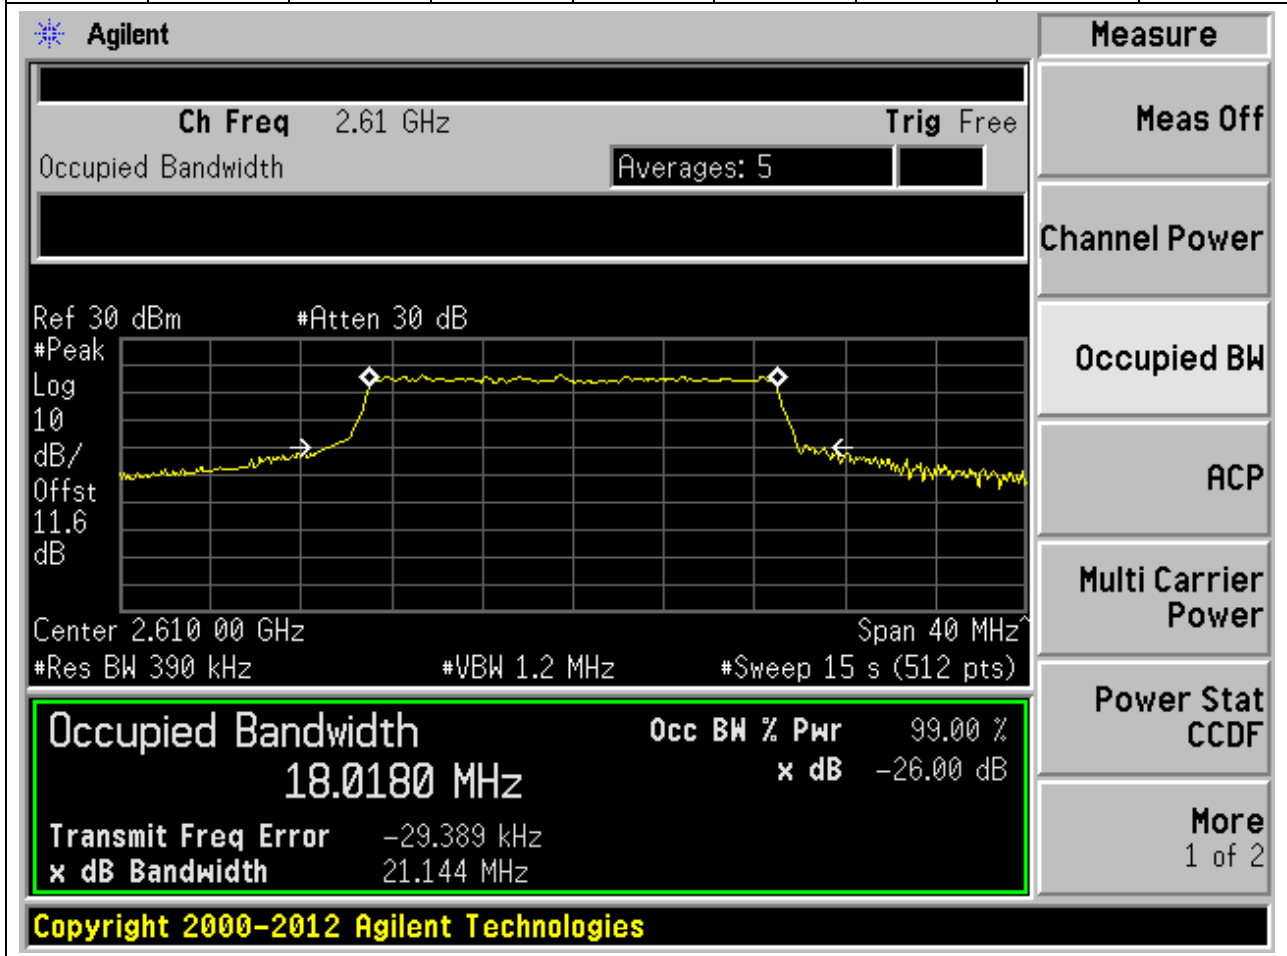 Agilent
Measure
Ch Freq 2.61 GHz Trig Free
Meas Off
Occupied Bandwidth Averages: 5
Channel Power
Ref 30 dBm #Atten 30 dB
#Peak
Log
10
dB/
Offst
11.6
dB
Occupied BW
ACP
Center 2.610 00 GHz Span 40 MHz^
#Res BW 390 kHz #VBW 1.2 MHz #Sweep 15 s (512 pts)
Multi Carrier
Power
Occupied Bandwidth Occ BW % Pwr 99.00 %
18.0180 MHz x dB -26.00 dB
Transmit Freq Error -29.389 kHz
x dB Bandwidth 21.144 MHz
Power Stat
CCDF
More
1 of 2
Copyright 2000-2012 Agilent Technologies